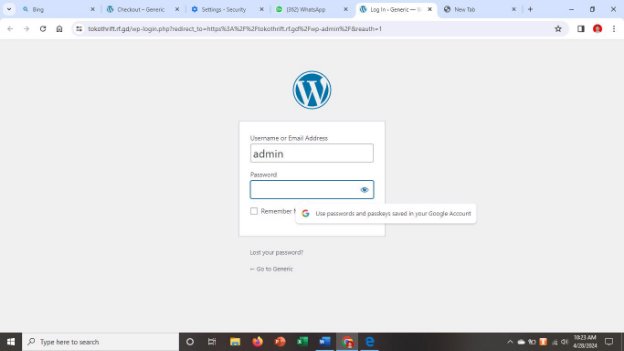 Bing
Checkout – Generic
Settings - Security
(392) WhatsApp
Log In ‹ Generic —
New Tab
tokothrift.rf.gd/wp-login.php?redirect_to=https%3A%2F%2Ftokothrift.rf.gd%2Fwp-admin%2F&reauth=1
Username or Email Address
admin
Password
Remember
Use passwords and passkeys saved in your Google Account
Lost your password?
← Go to Generic
Type here to search
10:23 AM
4/28/2024